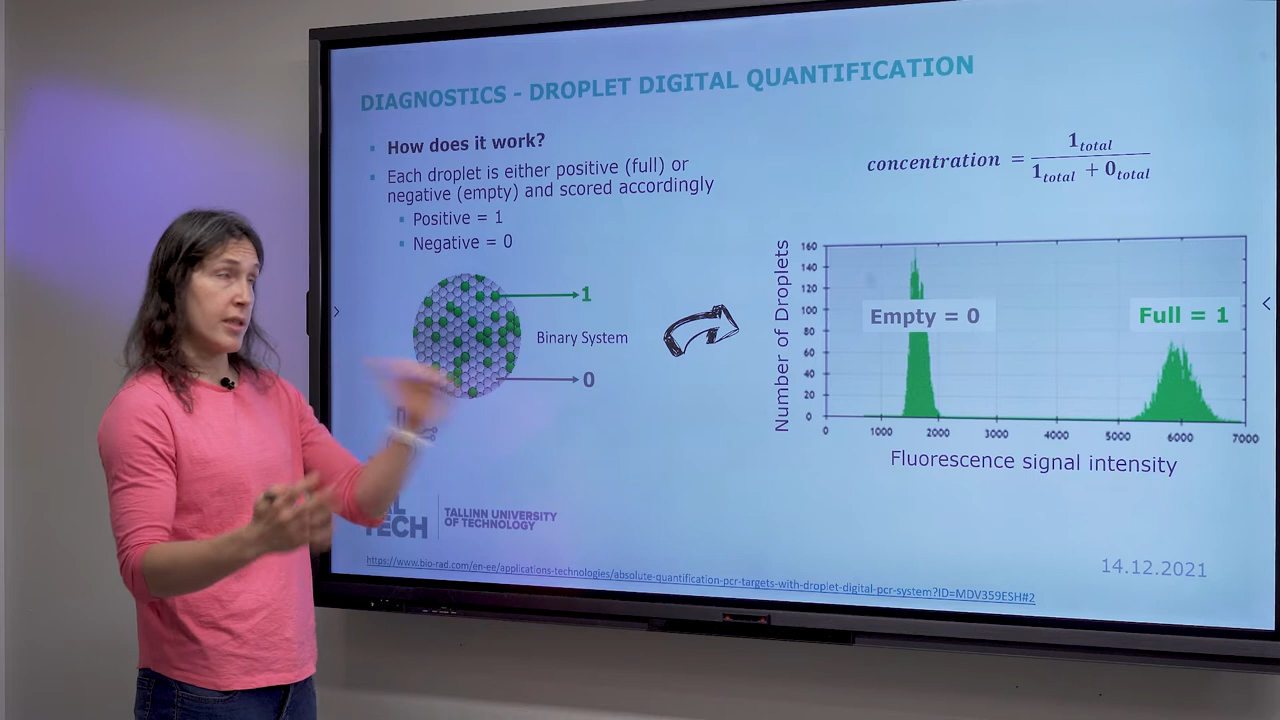 DIAGNOSTICS - DROPLET DIGITAL QUANTIFICATION
How does it work?
Each droplet is either positive (full) or
negative (empty) and scored accordingly
Positive = 1
Negative = 0
1
Binary System
0
concentration = 1total / 1total + 0total
Number of Droplets
160
140
120
100
80
60
40
20
0
Empty = 0
Full = 1
0 1000 2000 3000 4000 5000 6000 7000
Fluorescence signal intensity
TECH
TALLINN UNIVERSITY
OF TECHNOLOGY
https://www.bio-rad.com/en-ee/applications-technologies/absolute-quantification-pcr-targets-with-droplet-digital-pcr-system?ID=MDV359ESH#2
14.12.2021